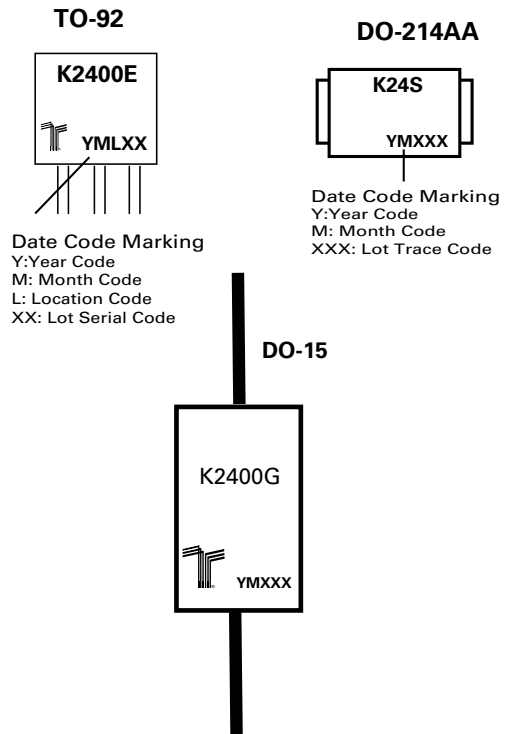 TO-92
K2400E
YMLXX
Date Code Marking
Y:Year Code
M: Month Code
L: Location Code
XX: Lot Serial Code
DO-214AA
K24S
YMXXX
Date Code Marking
Y:Year Code
M: Month Code
XXX: Lot Trace Code
DO-15
K2400G
YMXXX